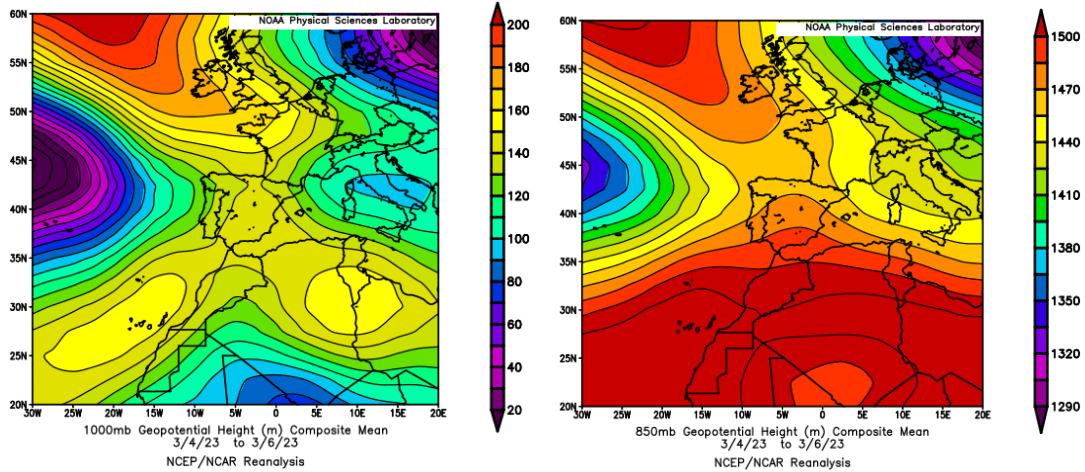 NOAA Physical Sciences Laboratory
60N
55N
50N
45N
40N
35N
30N
25N
20N
30W
25W
20W
15W
10W
5W
0
5E
10E
15E
20E
200
180
160
140
120
100
80
60
40
20
1000mb Geopotential Height (m) Composite Mean
3/4/23 to 3/6/23
NCEP/NCAR Reanalysis
NOAA Physical Sciences Laboratory
60N
55N
50N
45N
40N
35N
30N
25N
20N
30W
25W
20W
15W
10W
5W
0
5E
10E
15E
20E
1500
1470
1440
1410
1380
1350
1320
1290
850mb Geopotential Height (m) Composite Mean
3/4/23 to 3/6/23
NCEP/NCAR Reanalysis